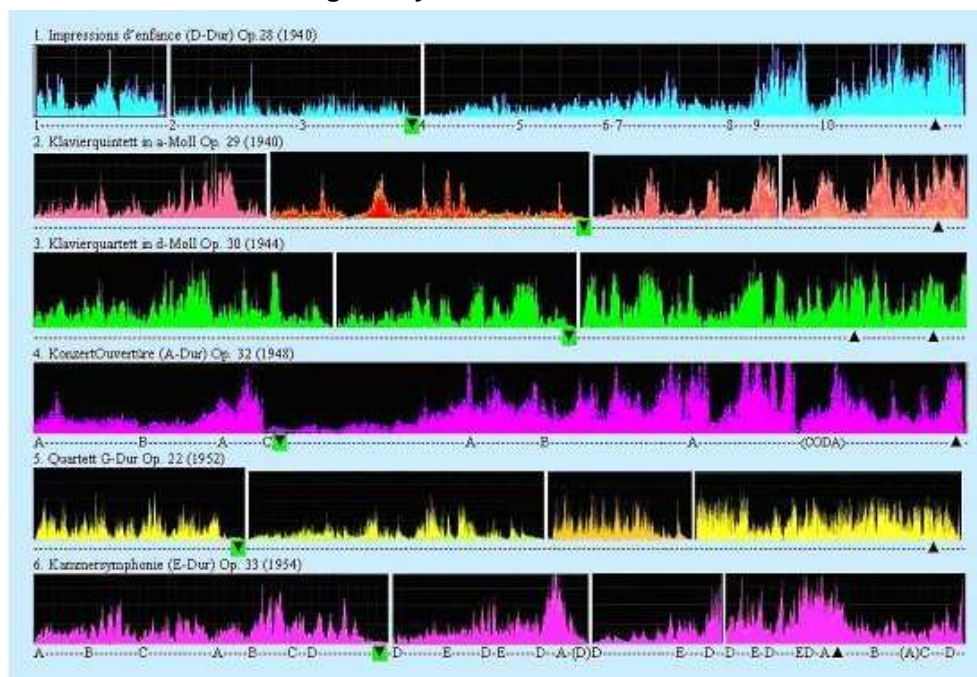 1. Impressions d'enfance (D-Dur) Op.28 (1940)
1 2 3 4 5 6-7 8 9 10
2. Klavierquintett in a-Moll Op. 29 (1940)
3. Klavierquartett in d-Moll Op. 30 (1944)
4. KonzertOuvertüre (A-Dur) Op. 32 (1948)
A B A C A B A (CODA)
5. Quartett G-Dur Op. 22 (1952)
6. Kammersymphonie (E-Dur) Op. 33 (1954)
A B C A B C D D E D E D A (D) D E D D E D E D A B (A) C D